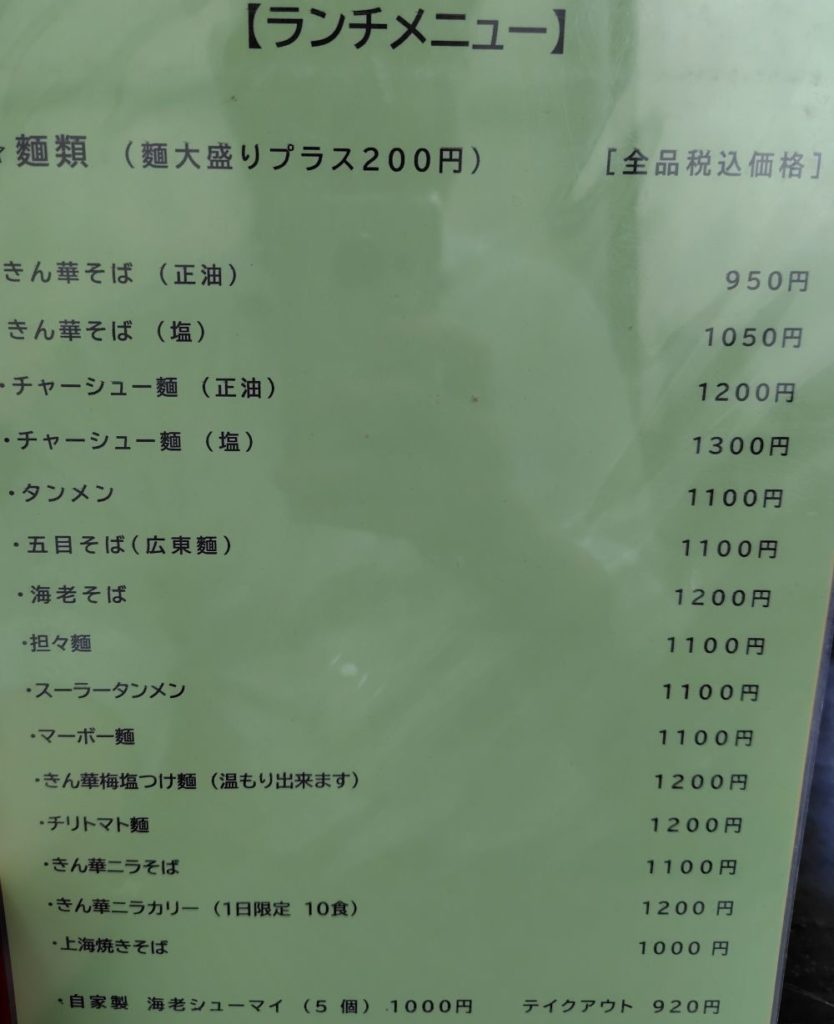 【ランチメニュー】
☆麺類 (麺大盛りプラス200円) [全品税込価格]
きん華そば (正油) 950円
きん華そば (塩) 1050円
・チャーシュー麺 (正油) 1200円
・チャーシュー麺 (塩) 1300円
・タンメン 1100円
・五目そば(広東麺) 1100円
・海老そば 1200円
・担々麺 1100円
・スーラータンメン 1100円
・マーボー麺 1100円
・きん華梅塩つけ麺 (温もり出来ます) 1200円
・チリトマト麺 1200円
・きん華ニラそば 1100円
・きん華ニラカリー (1日限定 10食) 1200 円
・上海焼きそば 1000 円
・自家製 海老シューマイ (5 個) 1000円 テイクアウト 920円